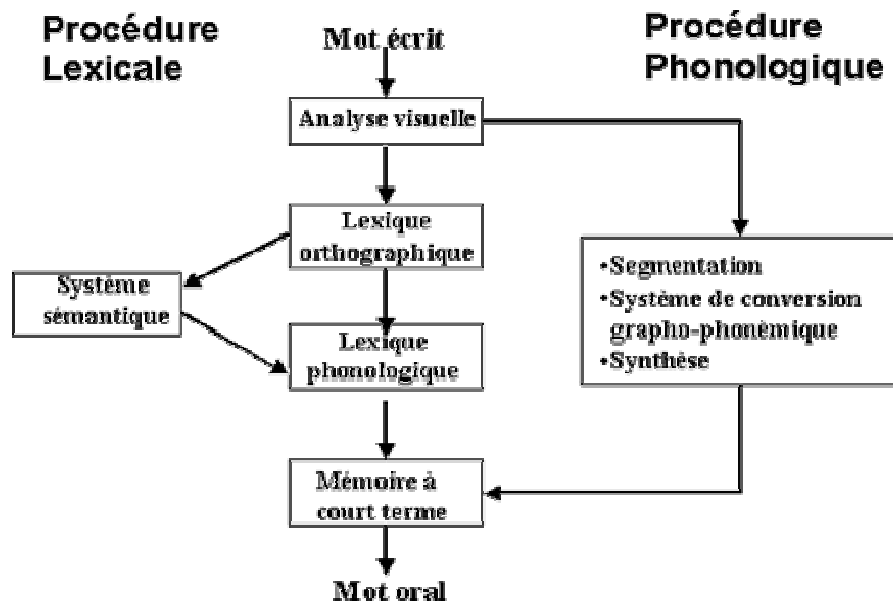 Procédure
Lexicale
Mot écrit
Procédure
Phonologique
Analyse visuelle
Lexique
orthographique
Système
sémantique
Lexique
phonologique
•Segmentation
•Système de conversion
grapho-phonémique
•Synthèse
Mémoire à
court terme
Mot oral